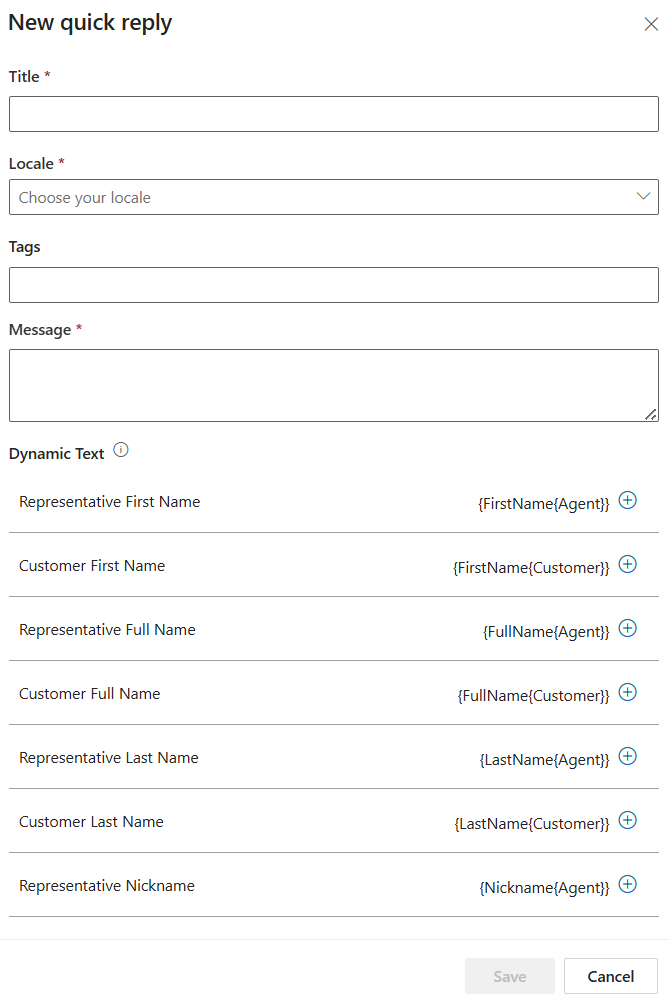 New quick reply
Title *
Locale *
Choose your locale
Tags
Message *
Dynamic Text
Representative First Name {FirstName{Agent}}
Customer First Name {FirstName{Customer}}
Representative Full Name {FullName{Agent}}
Customer Full Name {FullName{Customer}}
Representative Last Name {LastName{Agent}}
Customer Last Name {LastName{Customer}}
Representative Nickname {Nickname{Agent}}
Save Cancel